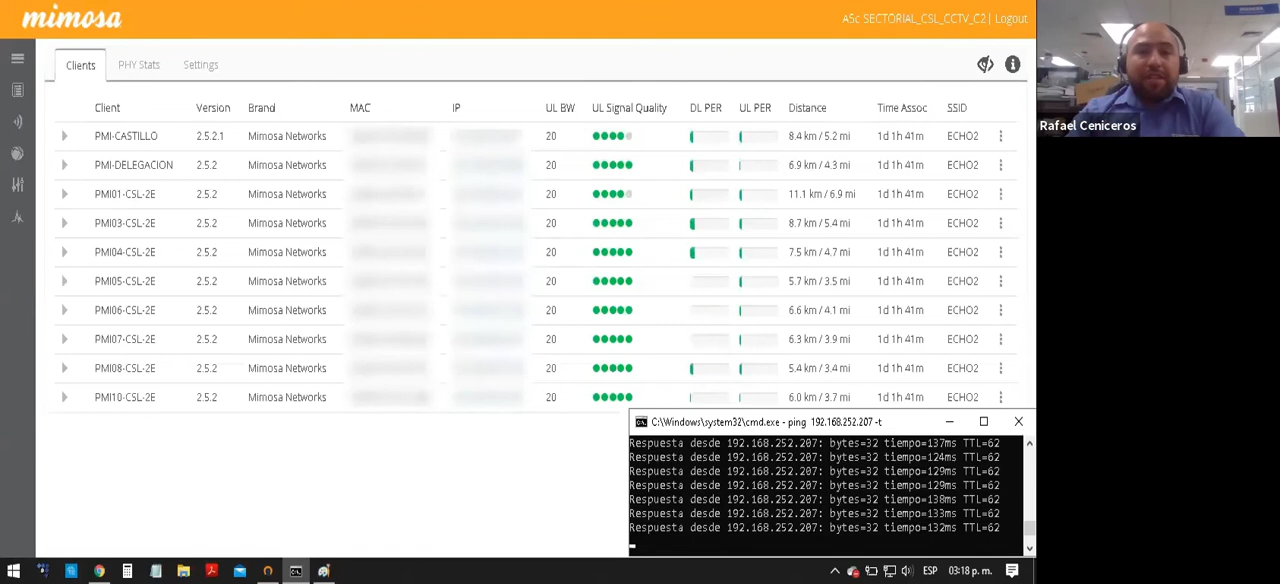 mimosa
A5c SECTORIAL_CSL_CCTV_C2| Logout
Clients PHY Stats Settings
Client Version Brand MAC IP UL BW UL Signal Quality DL PER UL PER Distance Time Assoc SSID
PMI-CASTILLO 2.5.2.1 Mimosa Networks 20 8.4 km / 5.2 mi 1d 1h 41m ECHO2
PMI-DELEGACION 2.5.2 Mimosa Networks 20 6.9 km / 4.3 mi 1d 1h 41m ECHO2
PMI01-CSL-2E 2.5.2 Mimosa Networks 20 11.1 km / 6.9 mi 1d 1h 41m ECHO2
PMI03-CSL-2E 2.5.2 Mimosa Networks 20 8.7 km / 5.4 mi 1d 1h 41m ECHO2
PMI04-CSL-2E 2.5.2 Mimosa Networks 20 7.5 km / 4.7 mi 1d 1h 41m ECHO2
PMI05-CSL-2E 2.5.2 Mimosa Networks 20 5.7 km / 3.5 mi 1d 1h 41m ECHO2
PMI06-CSL-2E 2.5.2 Mimosa Networks 20 6.6 km / 4.1 mi 1d 1h 41m ECHO2
PMI07-CSL-2E 2.5.2 Mimosa Networks 20 6.3 km / 3.9 mi 1d 1h 41m ECHO2
PMI08-CSL-2E 2.5.2 Mimosa Networks 20 5.4 km / 3.4 mi 1d 1h 41m ECHO2
PMI10-CSL-2E 2.5.2 Mimosa Networks 20 6.0 km / 3.7 mi 1d 1h 41m ECHO2
C:\Windows\system32\cmd.exe - ping 192.168.252.207 -t
Respuesta desde 192.168.252.207: bytes=32 tiempo=137ms TTL=62
Respuesta desde 192.168.252.207: bytes=32 tiempo=124ms TTL=62
Respuesta desde 192.168.252.207: bytes=32 tiempo=129ms TTL=62
Respuesta desde 192.168.252.207: bytes=32 tiempo=129ms TTL=62
Respuesta desde 192.168.252.207: bytes=32 tiempo=138ms TTL=62
Respuesta desde 192.168.252.207: bytes=32 tiempo=133ms TTL=62
Respuesta desde 192.168.252.207: bytes=32 tiempo=132ms TTL=62
ESP 03:18 p. m.
Rafael Ceniceros